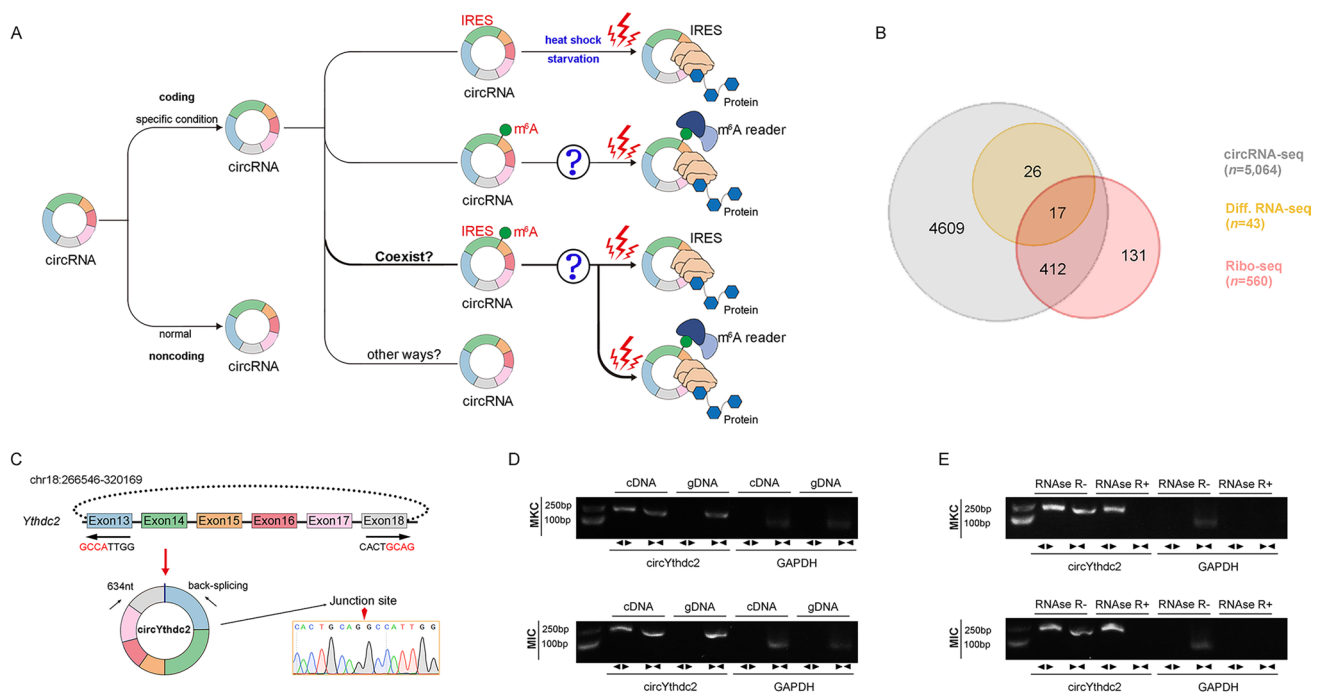 A
coding
specific condition
circRNA
circRNA
normal
noncoding
circRNA
IRES
circRNA
heat shock
starvation
IRES
Protein
m⁶A
circRNA
?
m⁶A reader
Protein
Coexist?
IRES
m⁶A
circRNA
?
IRES
Protein
other ways?
circRNA
m⁶A reader
Protein
B
4609
26
17
412
131
circRNA-seq
(n=5,064)
Diff. RNA-seq
(n=43)
Ribo-seq
(n=560)
C
chr18:266546-320169
Ythdc2
Exon13
Exon14
Exon15
Exon16
Exon17
Exon18
GCCATTGG
CACTGCAG
634nt
back-splicing
circYthdc2
Junction site
CACTGCAGGCCATTGG
D
cDNA gDNA cDNA gDNA
MKC
250bp
100bp
circYthdc2 GAPDH
cDNA gDNA cDNA gDNA
MIC
250bp
100bp
circYthdc2 GAPDH
E
RNAse R- RNAse R+ RNAse R- RNAse R+
MKC
250bp
100bp
circYthdc2 GAPDH
RNAse R- RNAse R+ RNAse R- RNAse R+
MIC
250bp
100bp
circYthdc2 GAPDH